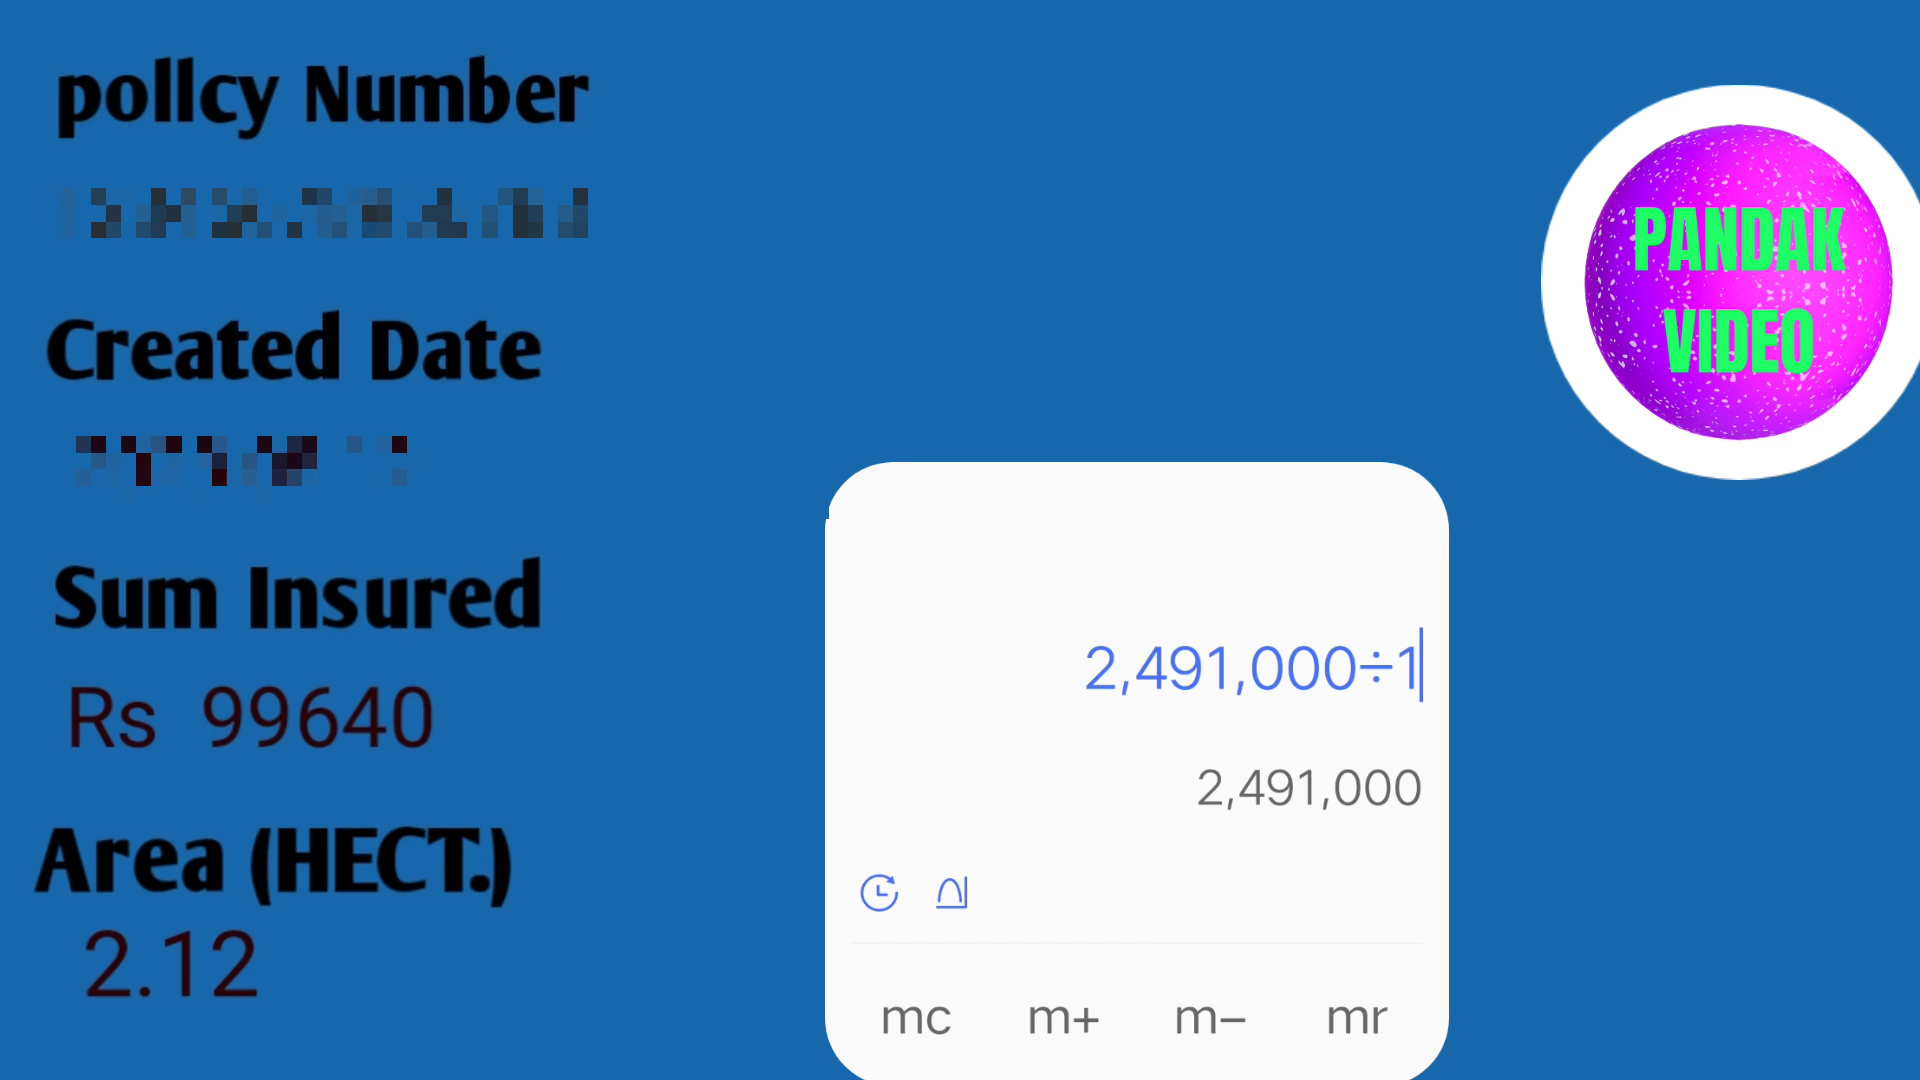 pollcy Number
Created Date
Sum Insured
Rs 99640
Area (HECT.)
2.12
PANDAK
VIDEO
2,491,000÷1
2,491,000
mc m+ m– mr